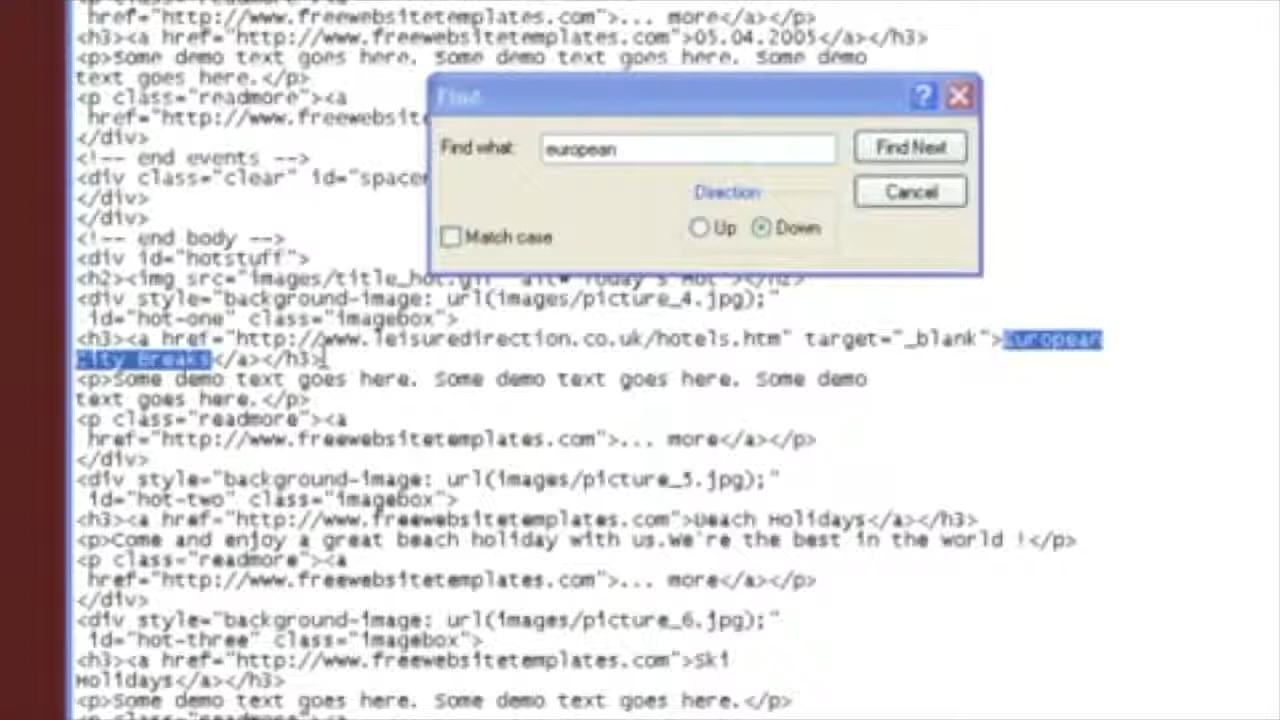 href="http://www.freewebsitetemplates.com">... more</a></p>
<h3><a href="http://www.freewebsitetemplates.com">05.04.2005</a></h3>
<p>Some demo text goes here. Some demo text goes here. Some demo
text goes here.</p>
<p class="readmore"><a
href="http://www.freewebsite
</div>
<!-- end events -->
<div class="clear" id="spacer
</div>
</div>
<!-- end body -->
<div id="hotstuff">
<h2><img src="images/title_hot.gif" alt="Today's Hot"></h2>
<div style="background-image: url(images/picture_4.jpg);"
id="hot-one" class="imagebox">
<h3><a href="http://www.leisuredirection.co.uk/hotels.htm" target="_blank">European
City Breaks</a></h3>
<p>Some demo text goes here. Some demo text goes here. Some demo
text goes here.</p>
<p class="readmore"><a
href="http://www.freewebsitetemplates.com">... more</a></p>
</div>
<div style="background-image: url(images/picture_5.jpg);"
id="hot-two" class="imagebox">
<h3><a href="http://www.freewebsitetemplates.com">Beach Holidays</a></h3>
<p>Come and enjoy a great beach holiday with us.We're the best in the world !</p>
<p class="readmore"><a
href="http://www.freewebsitetemplates.com">... more</a></p>
</div>
<div style="background-image: url(images/picture_6.jpg);"
id="hot-three" class="imagebox">
<h3><a href="http://www.freewebsitetemplates.com">Ski
Holidays</a></h3>
<p>Some demo text goes here. Some demo text goes here.</p>
Find
Find what:
european
Find Next
Direction
Cancel
Up
Down
Match case